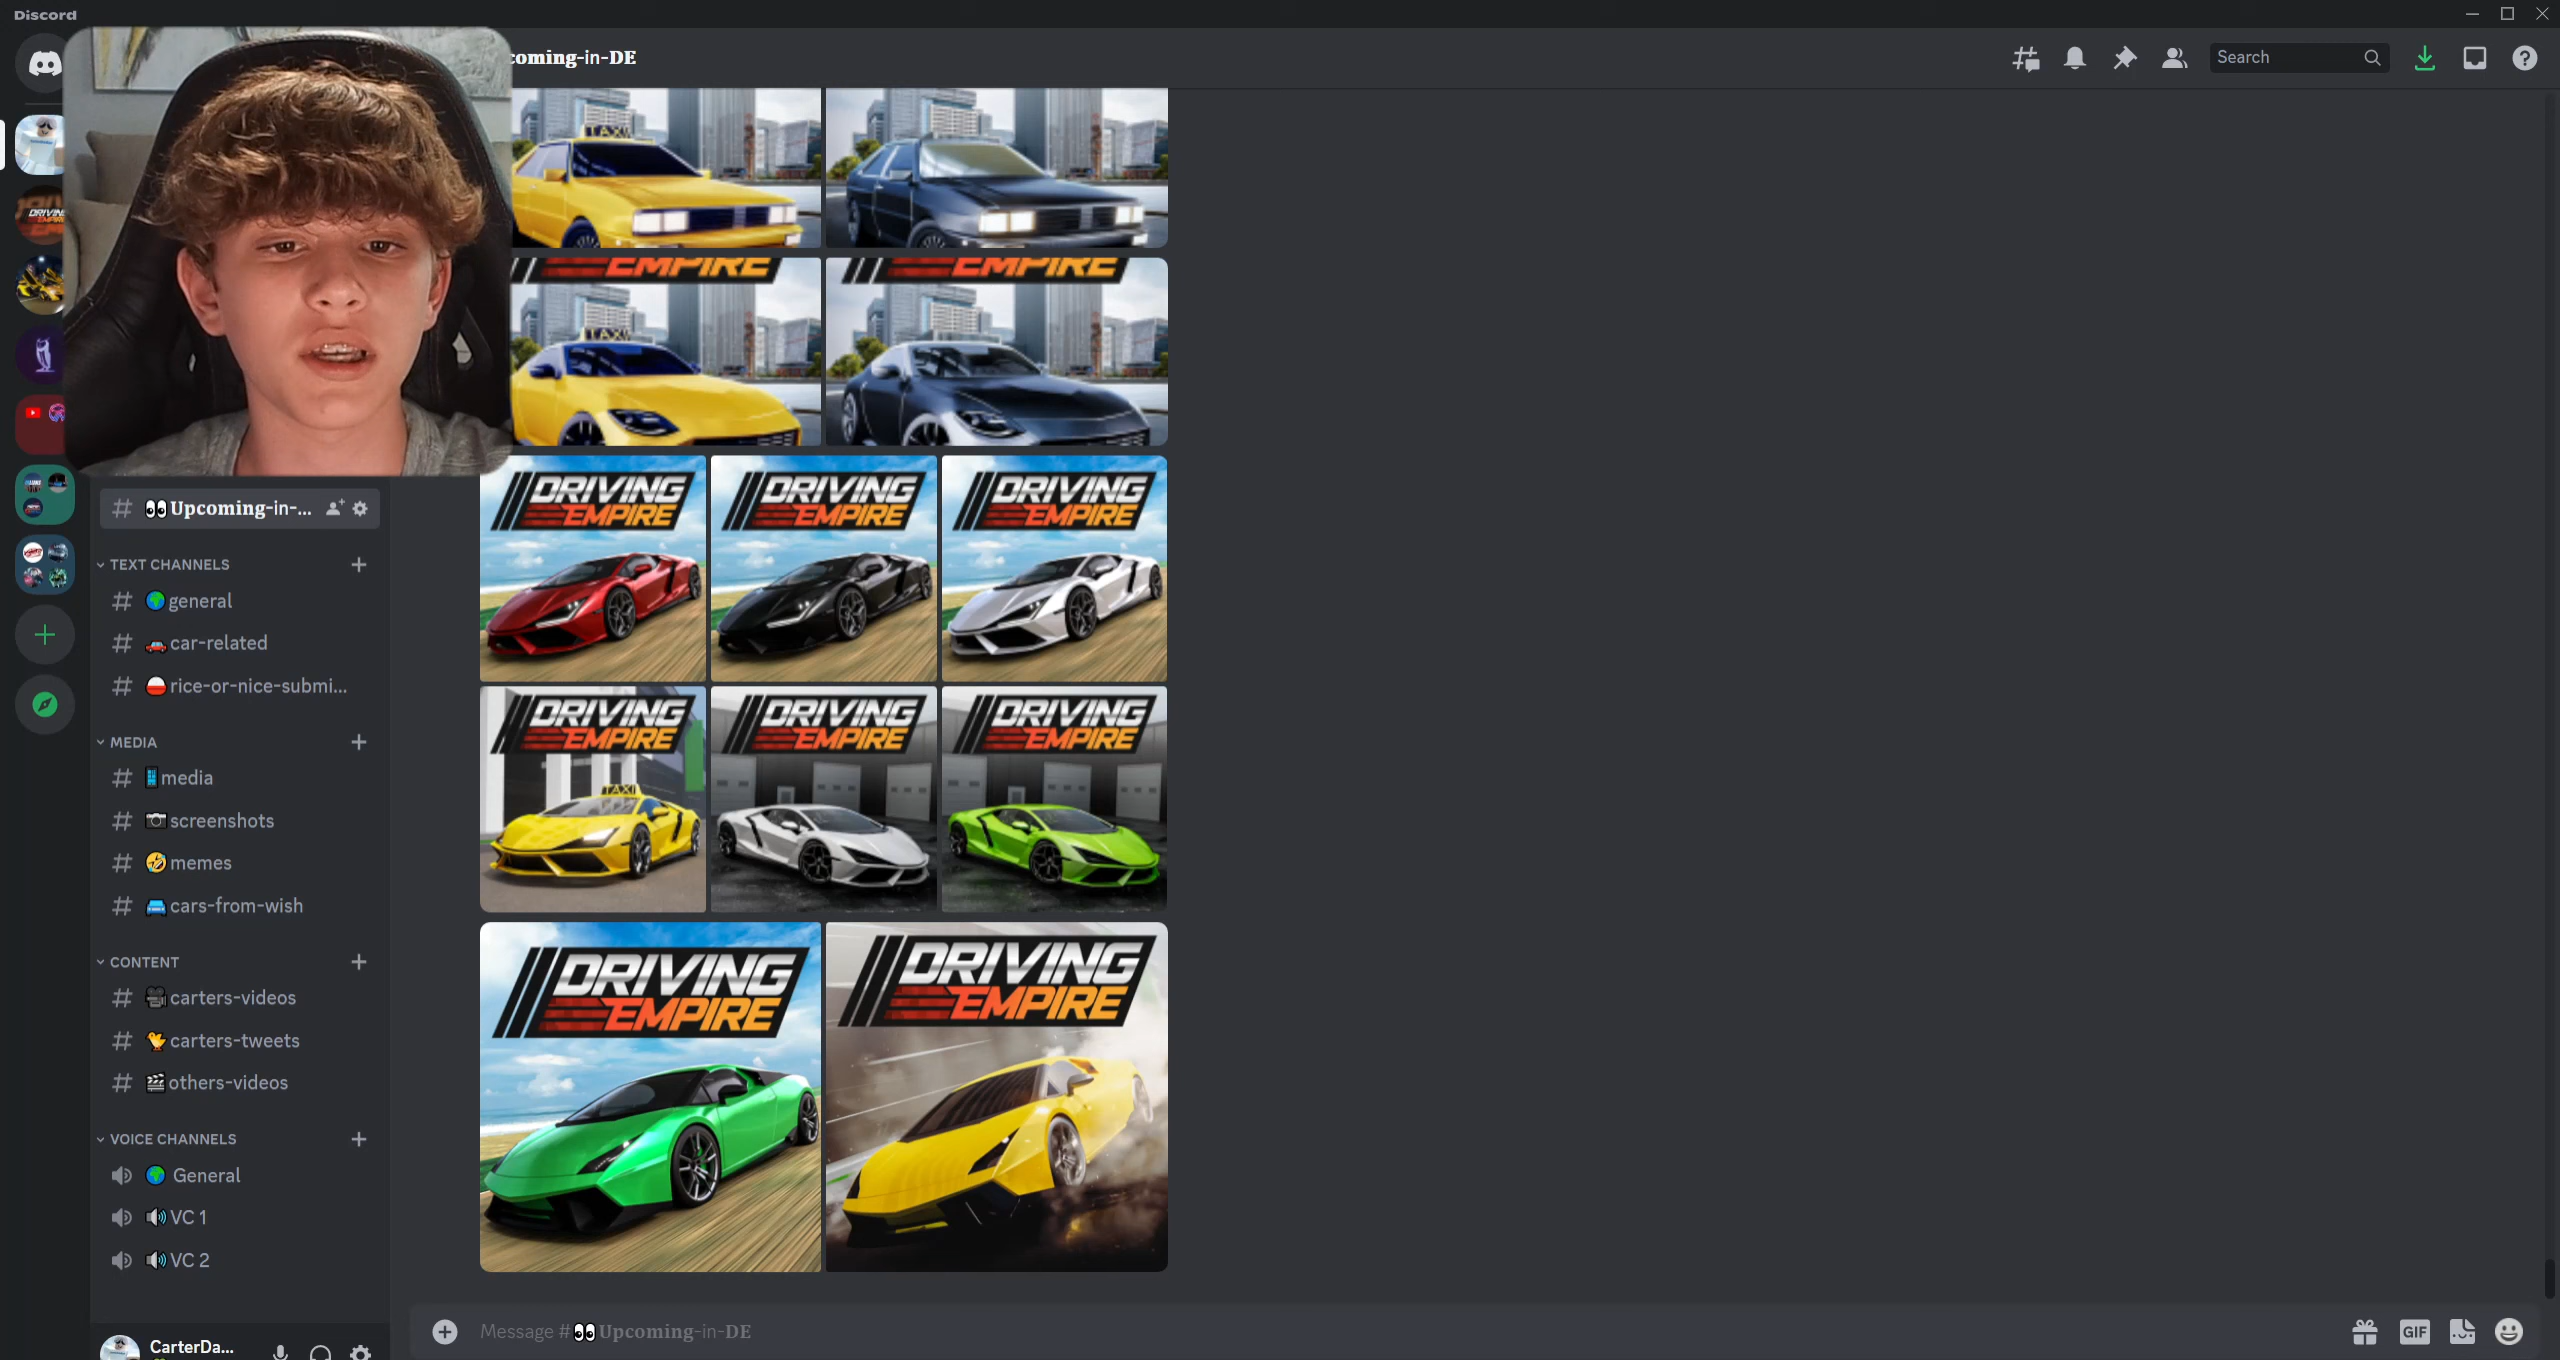 Discord
coming-in-DE
Search
TAXI
EMPIRE
EMPIRE
TAXI
DRIVING
EMPIRE
DRIVING
EMPIRE
DRIVING
EMPIRE
DRIVING
EMPIRE
TAXI
DRIVING
EMPIRE
DRIVING
EMPIRE
DRIVING
EMPIRE
DRIVING
EMPIRE
DRIVING
# 👀Upcoming-in-...
TEXT CHANNELS
# 🌍general
# 🚗car-related
# rice-or-nice-submi...
MEDIA
# 📱media
# 📷screenshots
# 🤣memes
# 🚘cars-from-wish
CONTENT
# 🎥carters-videos
# 🐤carters-tweets
# 🎬others-videos
VOICE CHANNELS
🌍 General
🔊VC 1
🔊VC 2
CarterDa...
Message #👀Upcoming-in-DE
GIF